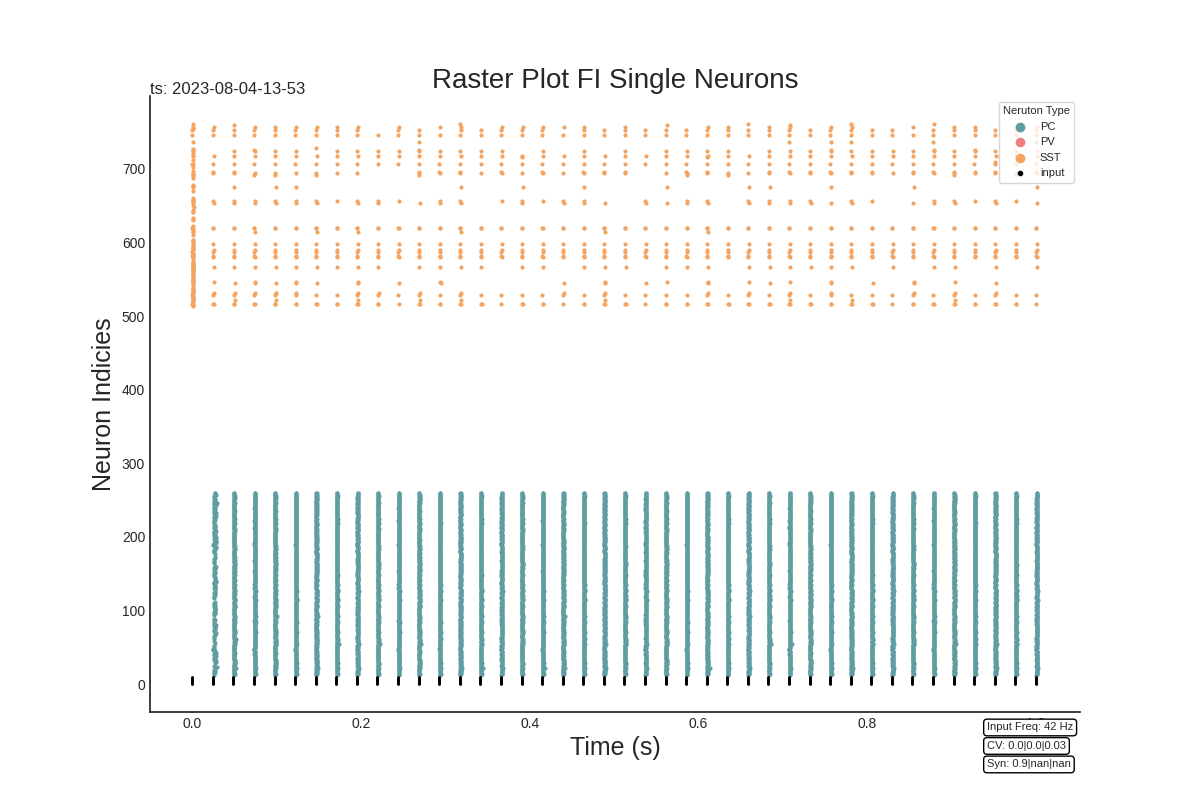 Raster Plot FI Single Neurons
ts: 2023-08-04-13-53
Neruton Type
PC
PV
SST
input
Neuron Indicies
700
600
500
400
300
200
100
0
0.0
0.2
0.4
0.6
0.8
Time (s)
Input Freq: 42 Hz
CV: 0.0|0.0|0.03
Syn: 0.9|nan|nan